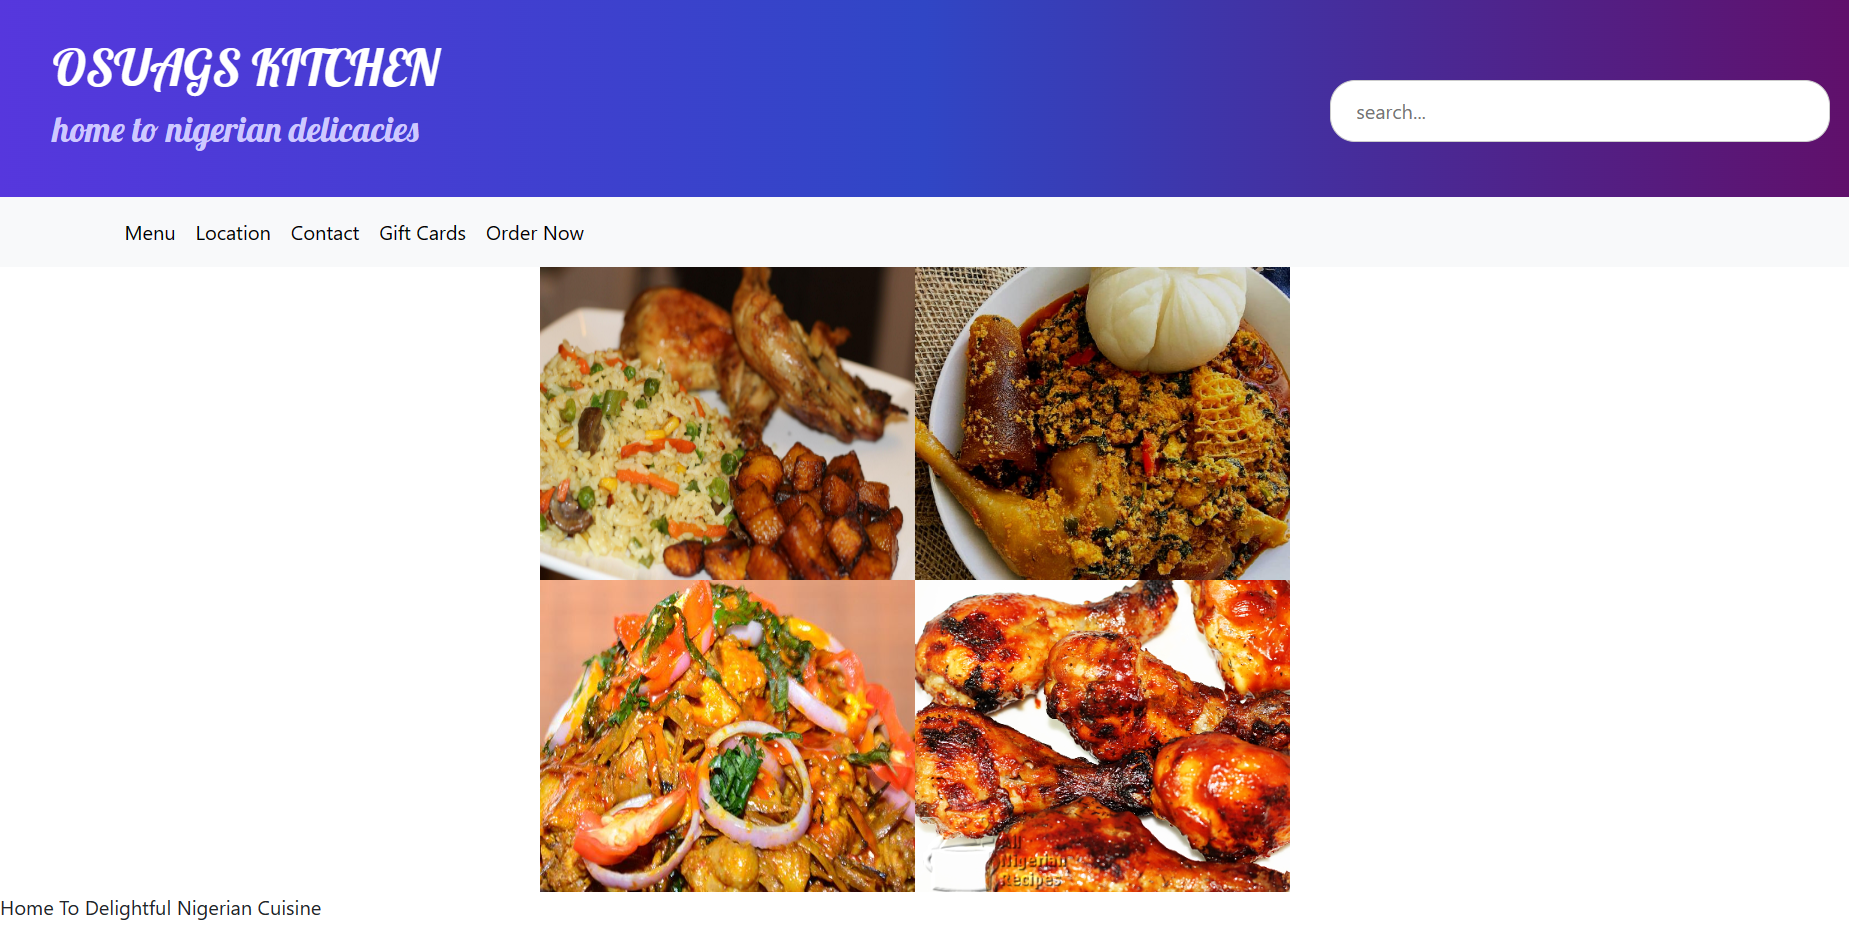 OSUAGS KITCHEN
home to nigerian delicacies
search...
Menu Location Contact Gift Cards Order Now
All
Nigerian
Recipes
Home To Delightful Nigerian Cuisine